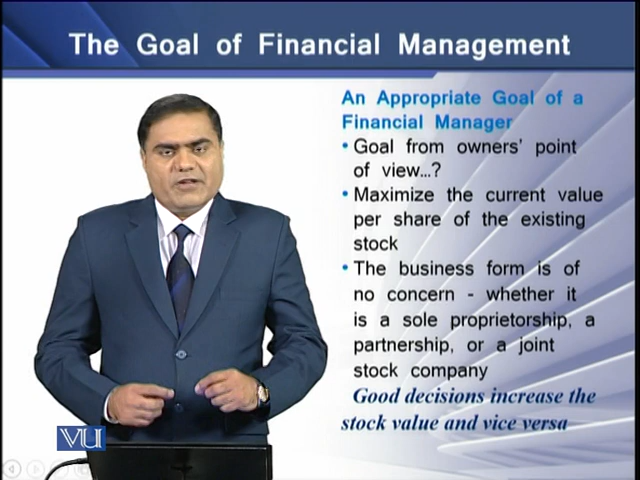 The Goal of Financial Management
An Appropriate Goal of a
Financial Manager
• Goal from owners' point
of view...?
• Maximize the current value
per share of the existing
stock
• The business form is of
no concern - whether it
is a sole proprietorship, a
partnership, or a joint
stock company
Good decisions increase the
stock value and vice versa
VU